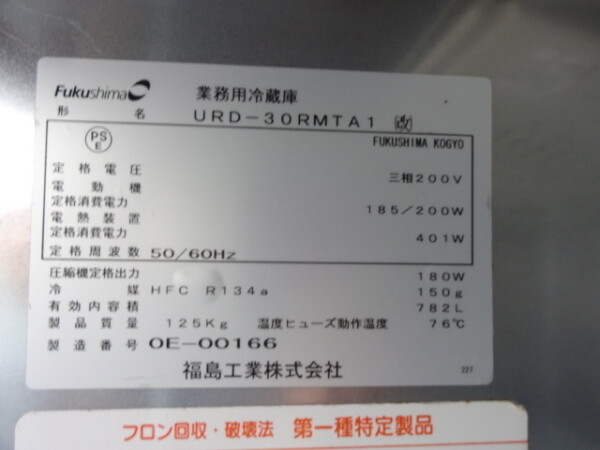 Fukushima 業務用冷蔵庫
形名 URD-30RMTA1 改
PS E FUKUSHIMA KOGYO
定格電圧 三相200V
電動機
定格消費電力 185/200W
電熱装置
定格消費電力 401W
定格周波数 50/60Hz
圧縮機定格出力 180W
冷媒 HFC R134a 150g
有効内容積 782L
製品質量 125Kg 温度ヒューズ動作温度 76℃
製造番号 0E-00166
福島工業株式会社 221
フロン回収・破壊法 第一種特定製品